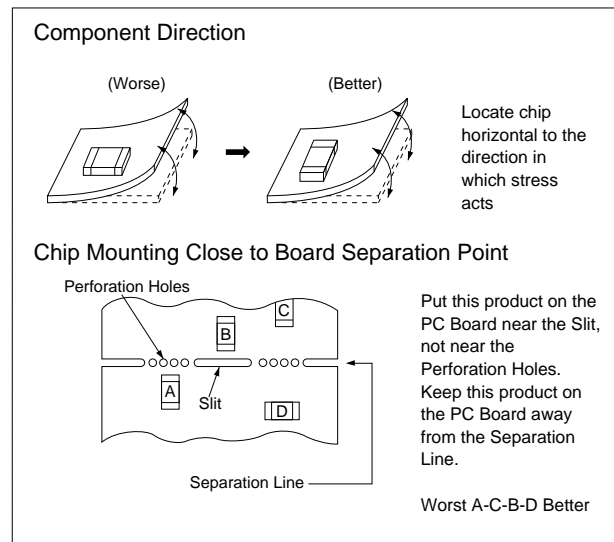 Component Direction
(Worse)
(Better)
Locate chip
horizontal to the
direction in
which stress
acts
Chip Mounting Close to Board Separation Point
Perforation Holes
C
B
A
Slit
D
Separation Line
Put this product on the
PC Board near the Slit,
not near the
Perforation Holes.
Keep this product on
the PC Board away
from the Separation
Line.
Worst A-C-B-D Better